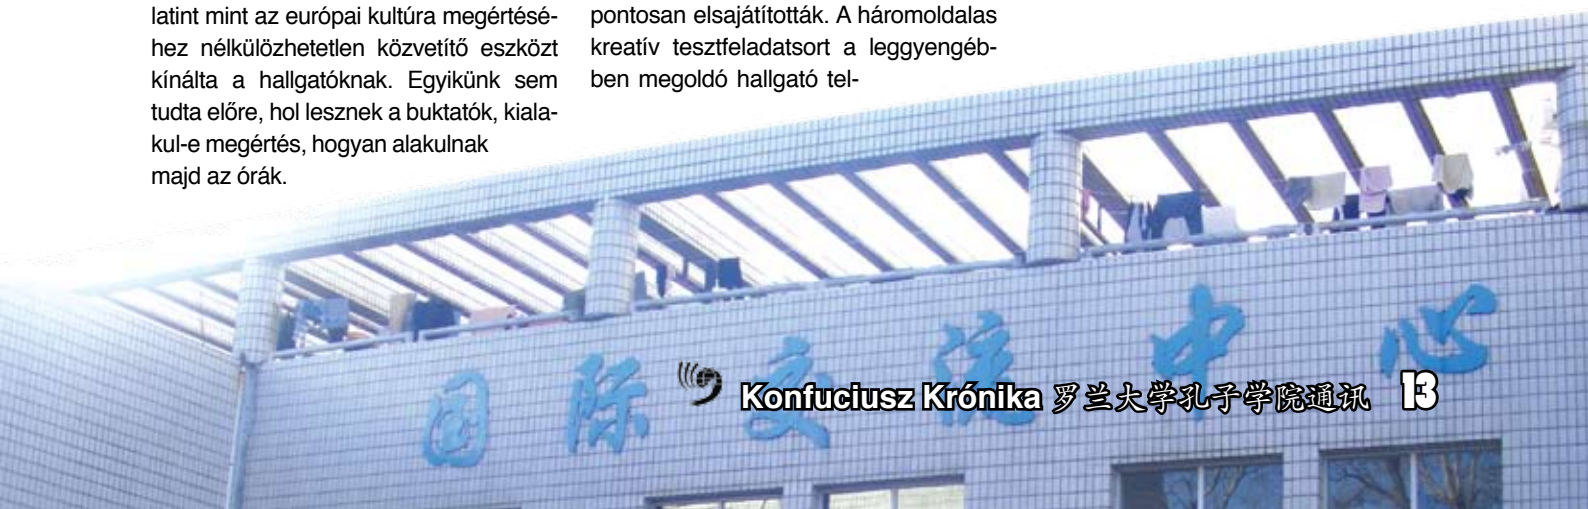 latint mint az európai kultúra megértésé-
hez nélkülözhetetlen közvetítő eszközt
kínálta a hallgatóknak. Egyikünk sem
tudta előre, hol lesznek a buktatók, kiala-
kul-e megértés, hogyan alakulnak
majd az órák.
pontosan elsajátították. A háromoldalas
kreatív tesztfeladatsort a leggyengéb-
ben megoldó hallgató tel-
国际交流中心
Konfuciusz Krónika 罗兰大学孔子学院通讯 13